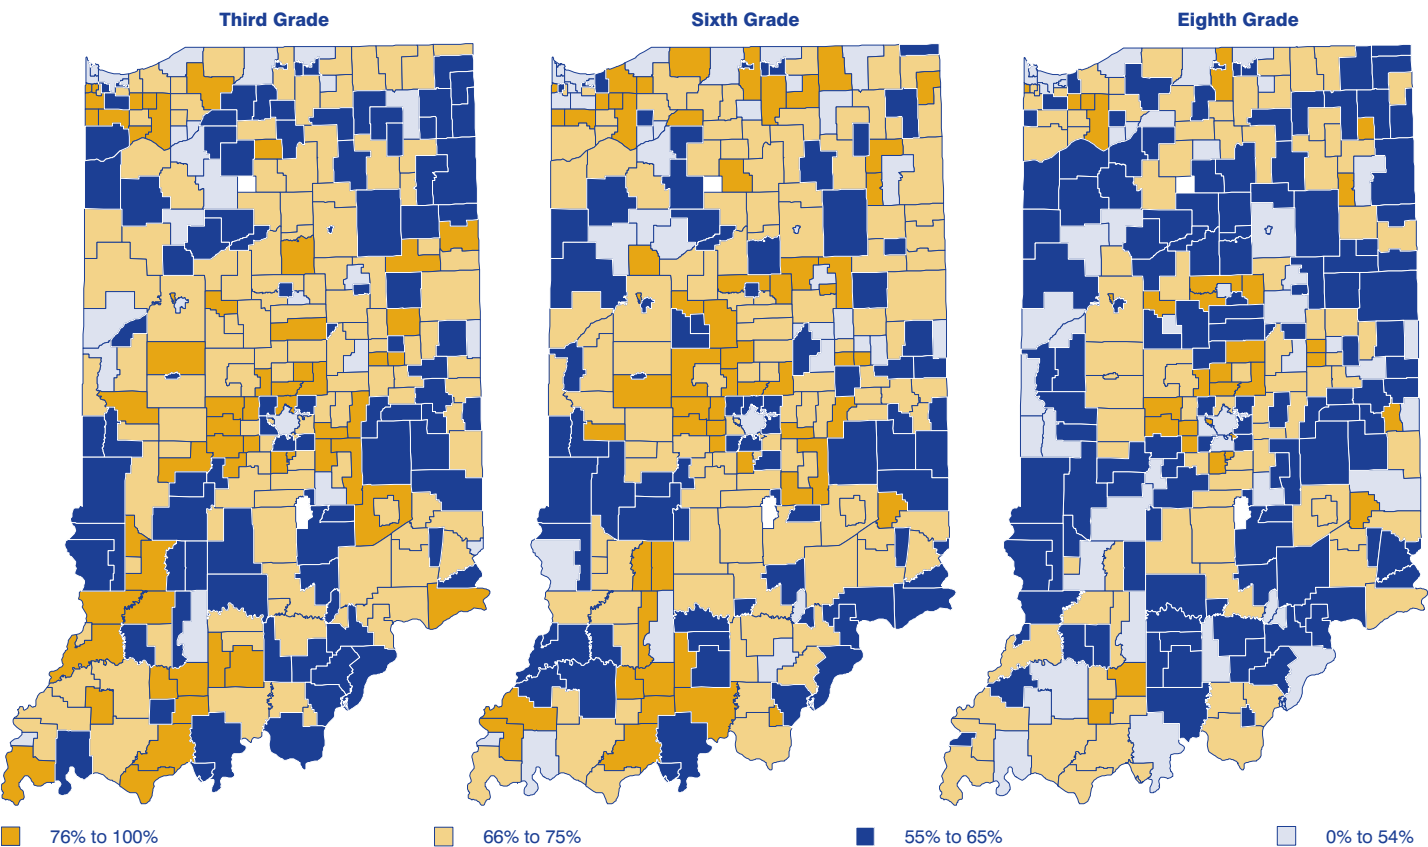 Third Grade
Sixth Grade
Eighth Grade
76% to 100%
66% to 75%
55% to 65%
0% to 54%